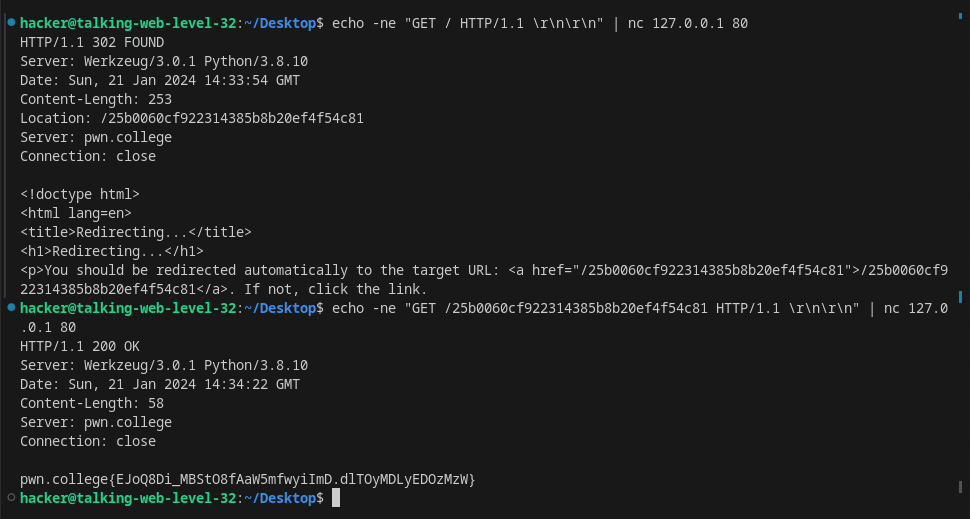 hacker@talking-web-level-32:~/Desktop$ echo -ne "GET / HTTP/1.1 \r\n\r\n" | nc 127.0.0.1 80
HTTP/1.1 302 FOUND
Server: Werkzeug/3.0.1 Python/3.8.10
Date: Sun, 21 Jan 2024 14:33:54 GMT
Content-Length: 253
Location: /25b0060cf922314385b8b20ef4f54c81
Server: pwn.college
Connection: close
<!doctype html>
<html lang=en>
<title>Redirecting...</title>
<h1>Redirecting...</h1>
<p>You should be redirected automatically to the target URL: <a href="/25b0060cf922314385b8b20ef4f54c81">/25b0060cf9
22314385b8b20ef4f54c81</a>. If not, click the link.
hacker@talking-web-level-32:~/Desktop$ echo -ne "GET /25b0060cf922314385b8b20ef4f54c81 HTTP/1.1 \r\n\r\n" | nc 127.0
.0.1 80
HTTP/1.1 200 OK
Server: Werkzeug/3.0.1 Python/3.8.10
Date: Sun, 21 Jan 2024 14:34:22 GMT
Content-Length: 58
Server: pwn.college
Connection: close
pwn.college{EJoQ8Di_MBStO8fAaW5mfwyiImD.dlTOyMDLyEDOzMzW}
hacker@talking-web-level-32:~/Desktop$